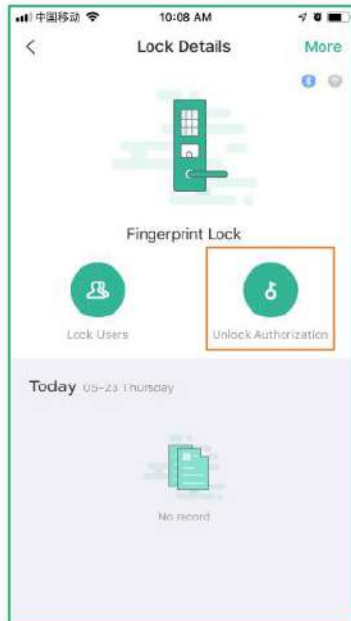 中国移动 10:08 AM
Lock Details More
Fingerprint Lock
Lock Users Unlock Authorization
Today 05-23 Thursday
No record